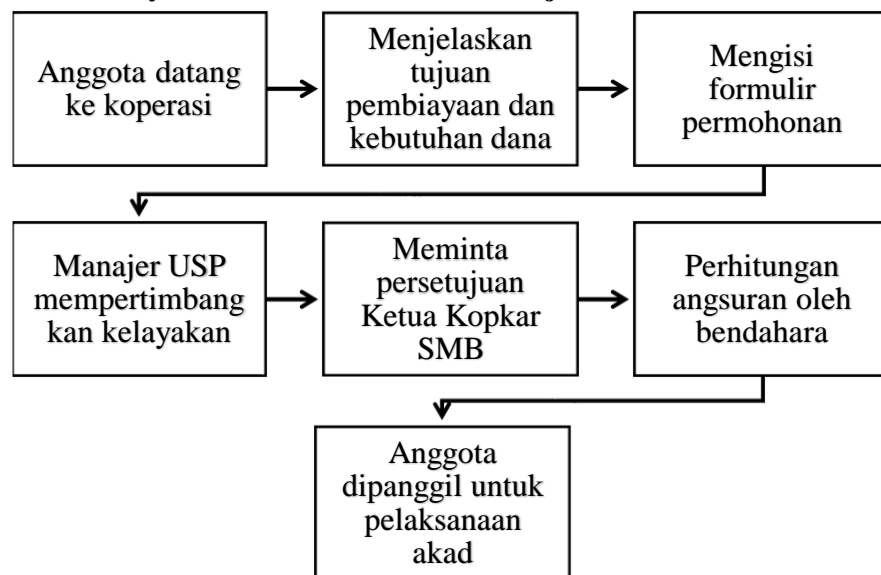 Anggota datang
ke koperasi
Menjelaskan
tujuan
pembiayaan dan
kebutuhan dana
Mengisi
formulir
permohonan
Manajer USP
mempertimbang
kan kelayakan
Meminta
persetujuan
Ketua Kopkar
SMB
Perhitungan
angsuran oleh
bendahara
Anggota
dipanggil untuk
pelaksanaan
akad